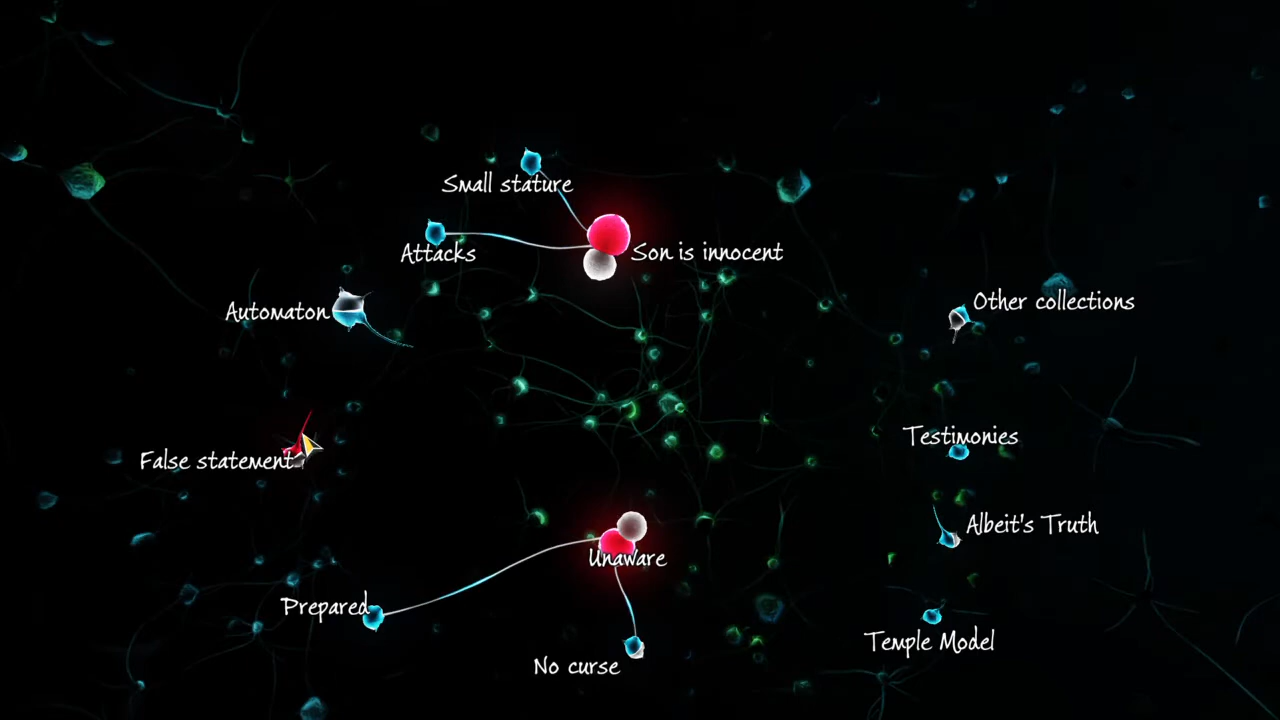 Small stature
Attacks
Son is innocent
Automaton
Other collections
Testimonies
False statement
Albeit's Truth
Unaware
Prepared
Temple Model
No curse